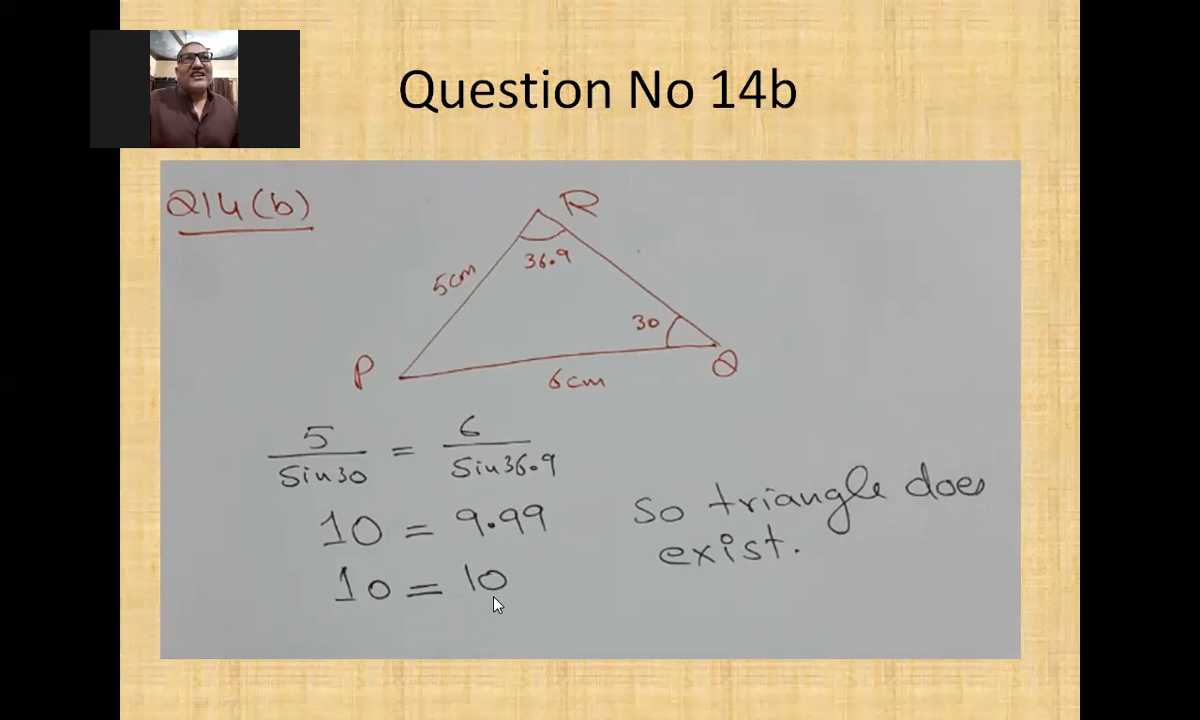 Question No 14b
Q14(b)
R
36.9
5cm
30
P
Q
6cm
5/Sin30 = 6/Sin36.9
10 = 9.99
10 = 10
So triangle does
exist.